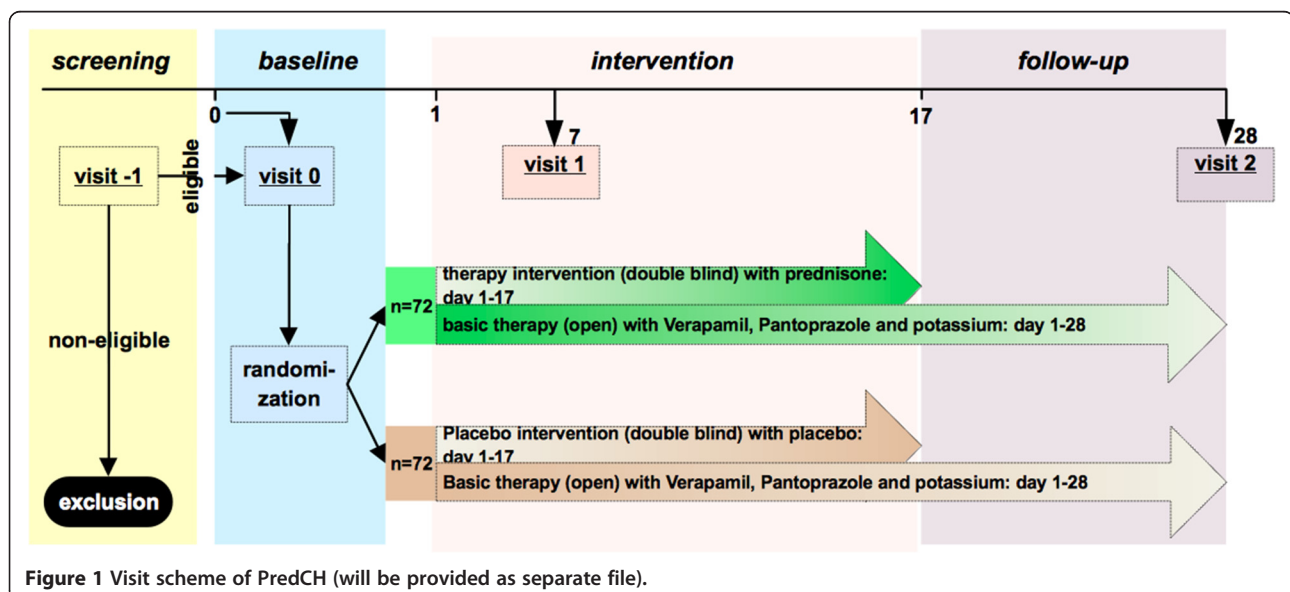 screening
baseline
intervention
follow-up
0
1
17
7
28
visit -1
eligible
visit 0
visit 1
visit 2
non-eligible
exclusion
randomi-
zation
n=72
therapy intervention (double blind) with prednisone:
day 1-17
basic therapy (open) with Verapamil, Pantoprazole and potassium: day 1-28
n=72
Placebo intervention (double blind) with placebo:
day 1-17
Basic therapy (open) with Verapamil, Pantoprazole and potassium: day 1-28
Figure 1 Visit scheme of PredCH (will be provided as separate file).